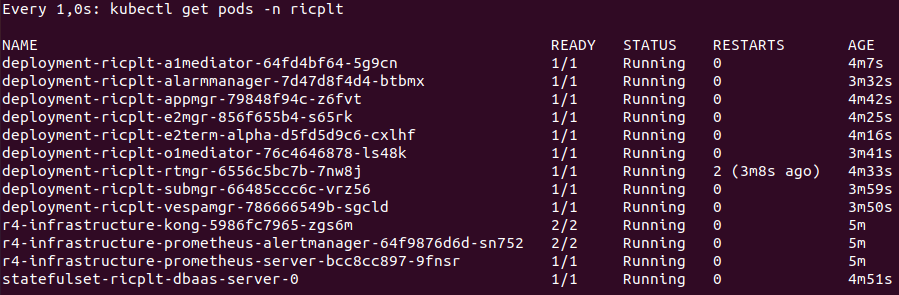 Every 1,0s: kubectl get pods -n ricplt
NAME READY STATUS RESTARTS AGE
deployment-ricplt-a1mediator-64fd4bf64-5g9cn 1/1 Running 0 4m7s
deployment-ricplt-alarmmanager-7d47d8f4d4-btbmx 1/1 Running 0 3m32s
deployment-ricplt-appmgr-79848f94c-z6fvt 1/1 Running 0 4m42s
deployment-ricplt-e2mgr-856f655b4-s65rk 1/1 Running 0 4m25s
deployment-ricplt-e2term-alpha-d5fd5d9c6-cxlhf 1/1 Running 0 4m16s
deployment-ricplt-o1mediator-76c4646878-ls48k 1/1 Running 0 3m41s
deployment-ricplt-rtmgr-6556c5bc7b-7nw8j 1/1 Running 2 (3m8s ago) 4m33s
deployment-ricplt-submgr-66485ccc6c-vrz56 1/1 Running 0 3m59s
deployment-ricplt-vespamgr-786666549b-sgcld 1/1 Running 0 3m50s
r4-infrastructure-kong-5986fc7965-zgs6m 2/2 Running 0 5m
r4-infrastructure-prometheus-alertmanager-64f9876d6d-sn752 2/2 Running 0 5m
r4-infrastructure-prometheus-server-bcc8cc897-9fnsr 1/1 Running 0 5m
statefulset-ricplt-dbaas-server-0 1/1 Running 0 4m51s